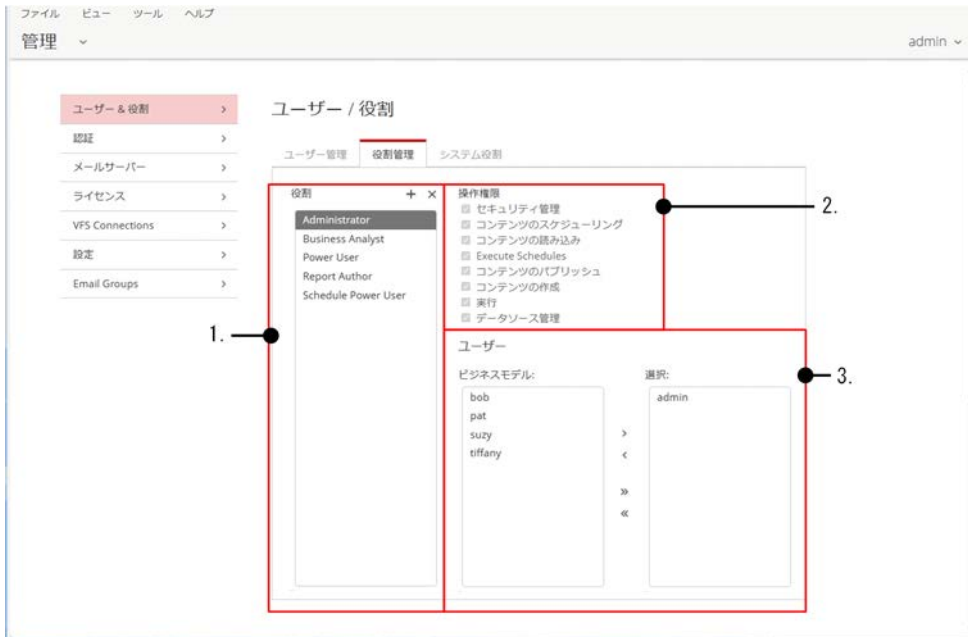 ファイル ビュー ツール ヘルプ
管理
admin
ユーザー & 役割
認証
メールサーバー
ライセンス
VFS Connections
設定
Email Groups
ユーザー / 役割
ユーザー管理 役割管理 システム役割
役割
Administrator
Business Analyst
Power User
Report Author
Schedule Power User
1.
操作権限
セキュリティ管理
コンテンツのスケジューリング
コンテンツの読み込み
Execute Schedules
コンテンツのパブリッシュ
コンテンツの作成
実行
データソース管理
2.
ユーザー
ビジネスモデル:
bob
pat
suzy
tiffany
選択:
admin
3.